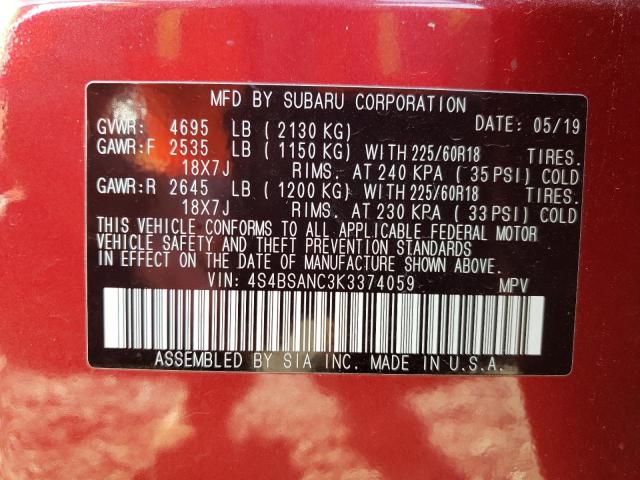 MFD BY SUBARU CORPORATION
GVWR: 4695 LB ( 2130 KG) DATE: 05/19
GAWR:F 2535 LB ( 1150 KG) WITH 225/60R18 TIRES.
18X7J RIMS. AT 240 KPA ( 35 PSI) COLD
GAWR:R 2645 LB ( 1200 KG) WITH 225/60R18 TIRES.
18X7J RIMS. AT 230 KPA ( 33 PSI) COLD
THIS VEHICLE CONFORMS TO ALL APPLICABLE FEDERAL MOTOR
VEHICLE SAFETY AND THEFT PREVENTION STANDARDS
IN EFFECT ON THE DATE OF MANUFACTURE SHOWN ABOVE.
VIN: 4S4BSANC3K3374059 MPV
ASSEMBLED BY SIA INC. MADE IN U.S.A.